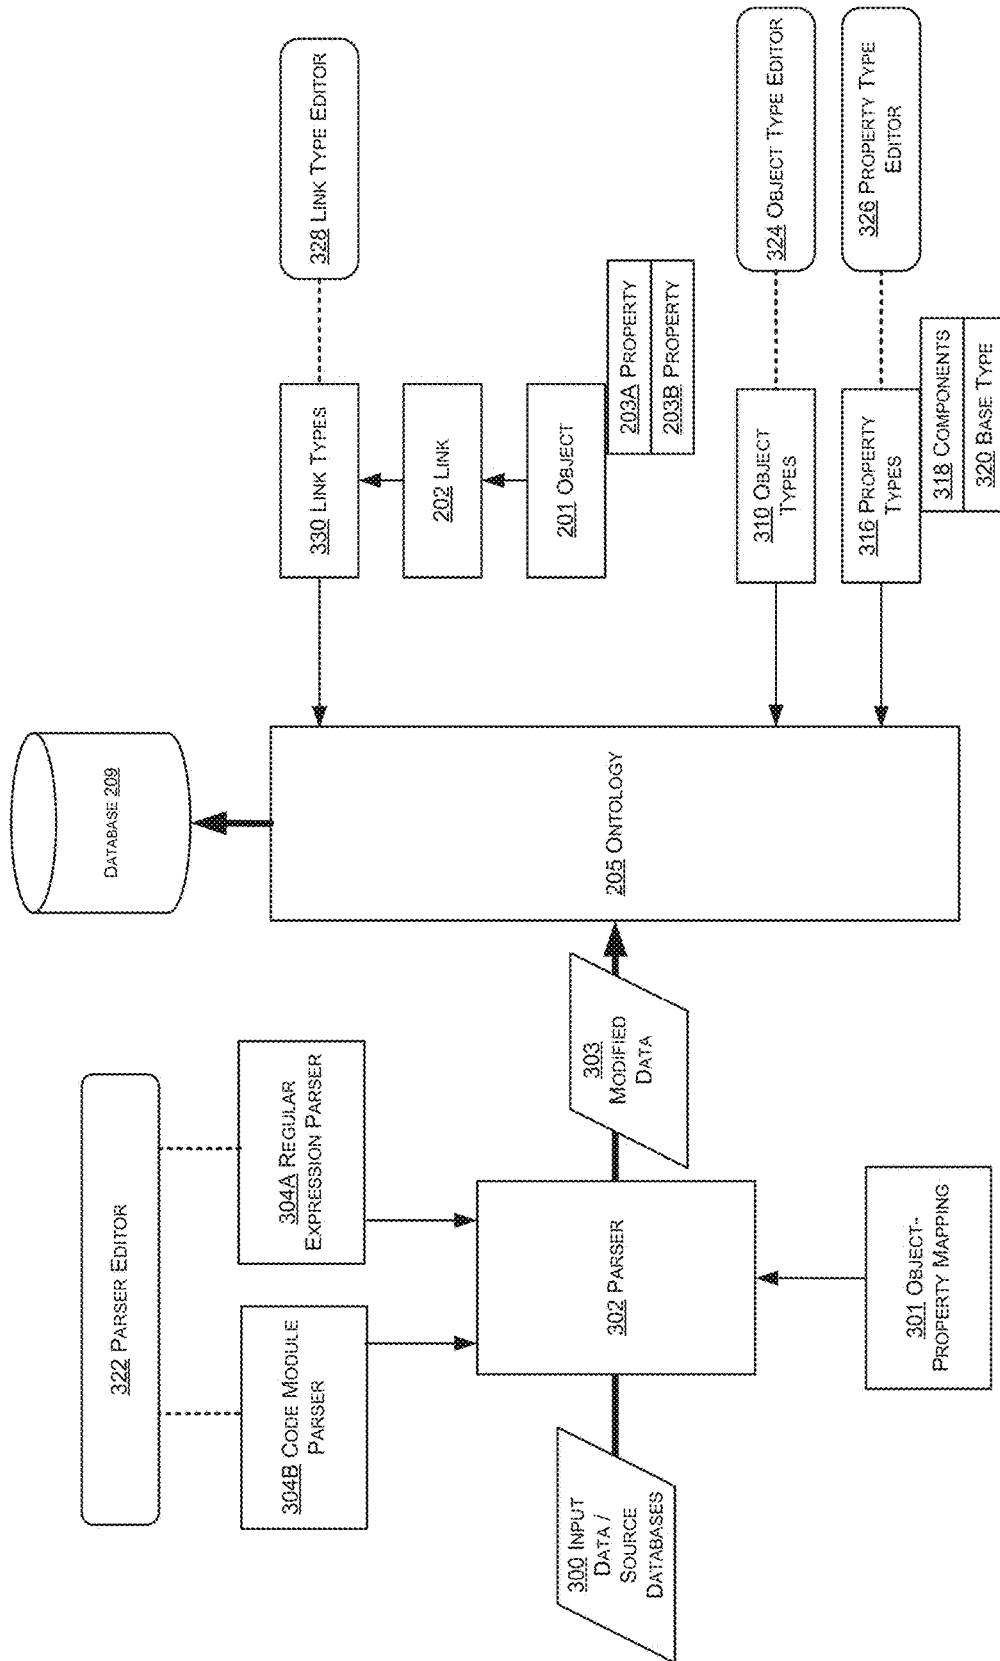 322 PARSER EDITOR
304B CODE MODULE
PARSER
304A REGULAR
EXPRESSION PARSER
300 INPUT
DATA /
SOURCE
DATABASES
302 PARSER
303
MODIFIED
DATA
301 OBJECT-
PROPERTY MAPPING
DATABASE 209
205 ONTOLOGY
330 LINK TYPES
328 LINK TYPE EDITOR
202 LINK
201 OBJECT
203A PROPERTY
203B PROPERTY
310 OBJECT
TYPES
324 OBJECT TYPE EDITOR
316 PROPERTY
TYPES
326 PROPERTY TYPE
EDITOR
318 COMPONENTS
320 BASE TYPE